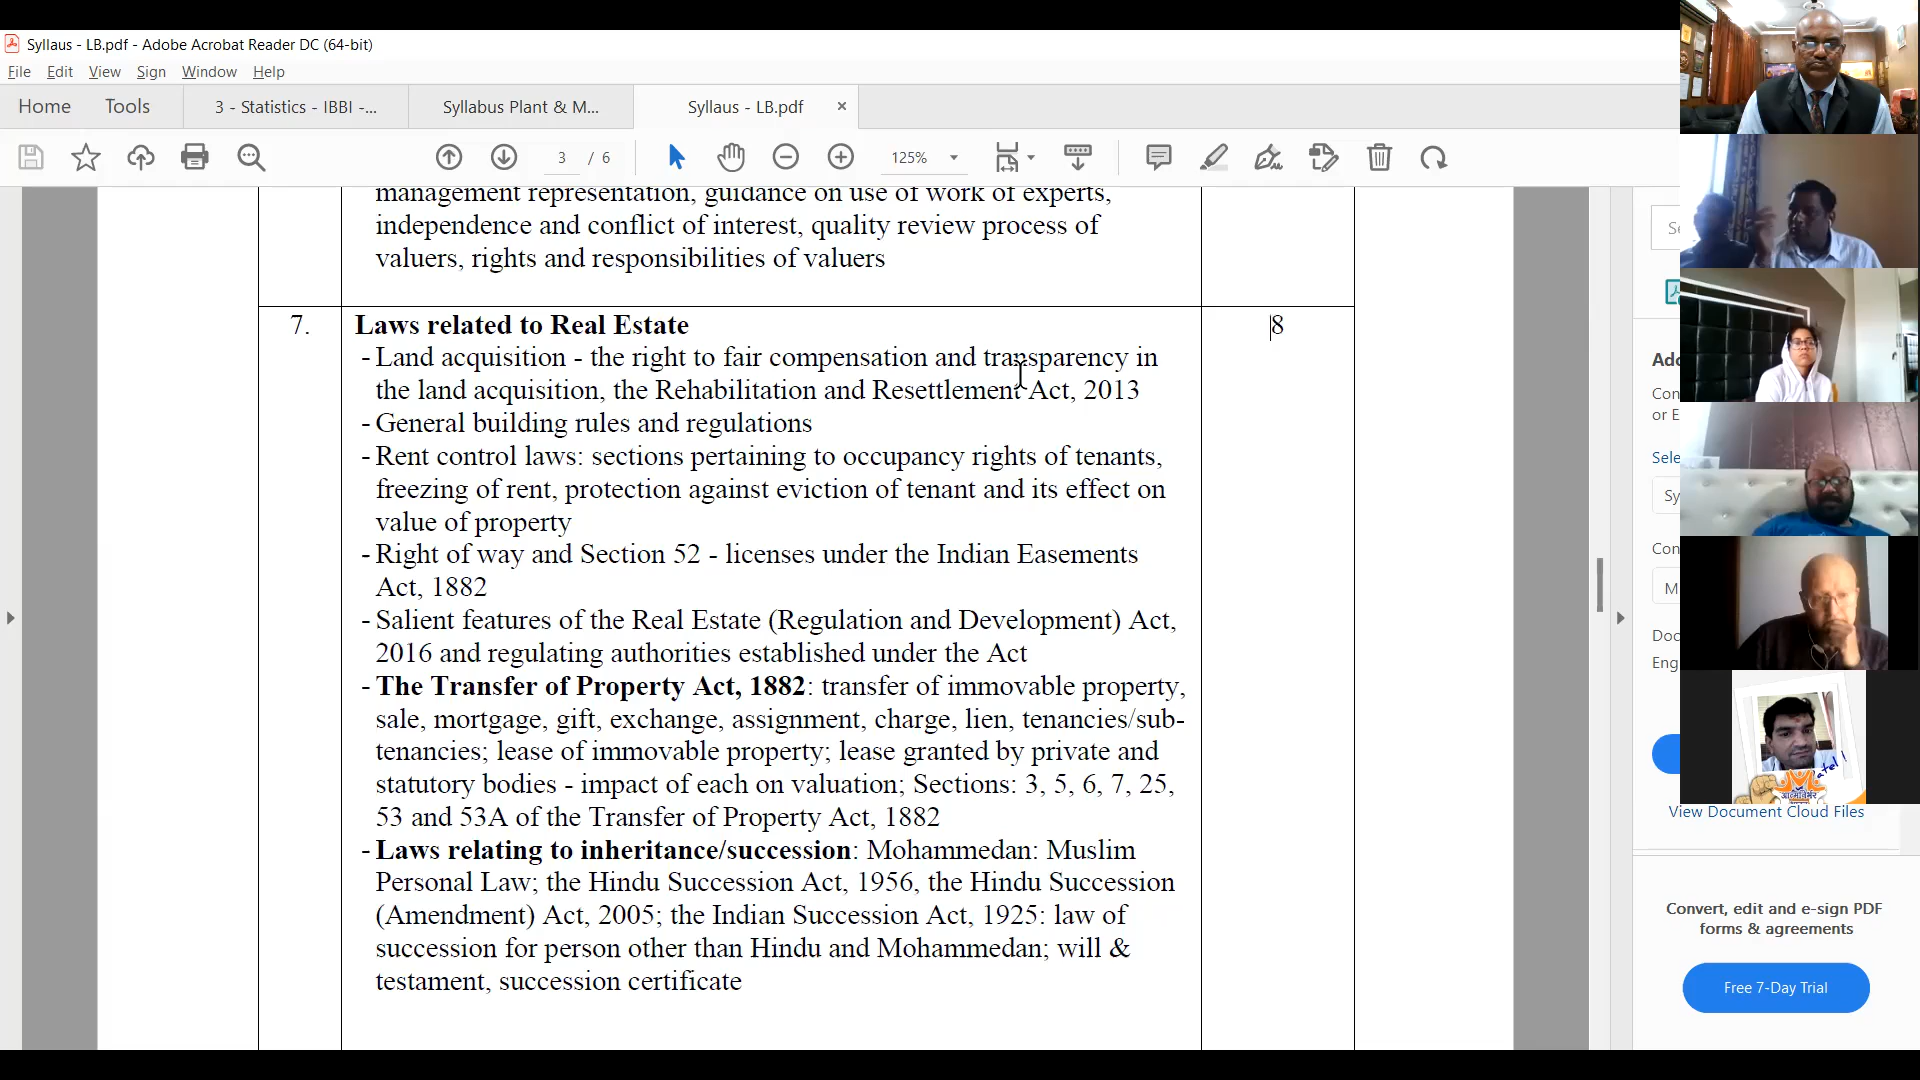 Syllaus - LB.pdf - Adobe Acrobat Reader DC (64-bit)
File Edit View Sign Window Help
Home Tools 3 - Statistics - IBBI -... Syllabus Plant & M... Syllaus - LB.pdf ×
3 / 6 125%
management representation, guidance on use of work of experts,
independence and conflict of interest, quality review process of
valuers, rights and responsibilities of valuers
7. Laws related to Real Estate 8
- Land acquisition - the right to fair compensation and transparency in
the land acquisition, the Rehabilitation and Resettlement Act, 2013
- General building rules and regulations
- Rent control laws: sections pertaining to occupancy rights of tenants,
freezing of rent, protection against eviction of tenant and its effect on
value of property
- Right of way and Section 52 - licenses under the Indian Easements
Act, 1882
- Salient features of the Real Estate (Regulation and Development) Act,
2016 and regulating authorities established under the Act
- The Transfer of Property Act, 1882: transfer of immovable property,
sale, mortgage, gift, exchange, assignment, charge, lien, tenancies/sub-
tenancies; lease of immovable property; lease granted by private and
statutory bodies - impact of each on valuation; Sections: 3, 5, 6, 7, 25,
53 and 53A of the Transfer of Property Act, 1882
- Laws relating to inheritance/succession: Mohammedan: Muslim
Personal Law; the Hindu Succession Act, 1956, the Hindu Succession
(Amendment) Act, 2005; the Indian Succession Act, 1925: law of
succession for person other than Hindu and Mohammedan; will &
testament, succession certificate
Se
Ado
Con
or E
Sele
Sy
Con
M
Doc
Eng
View Document Cloud Files
Convert, edit and e-sign PDF
forms & agreements
Free 7-Day Trial